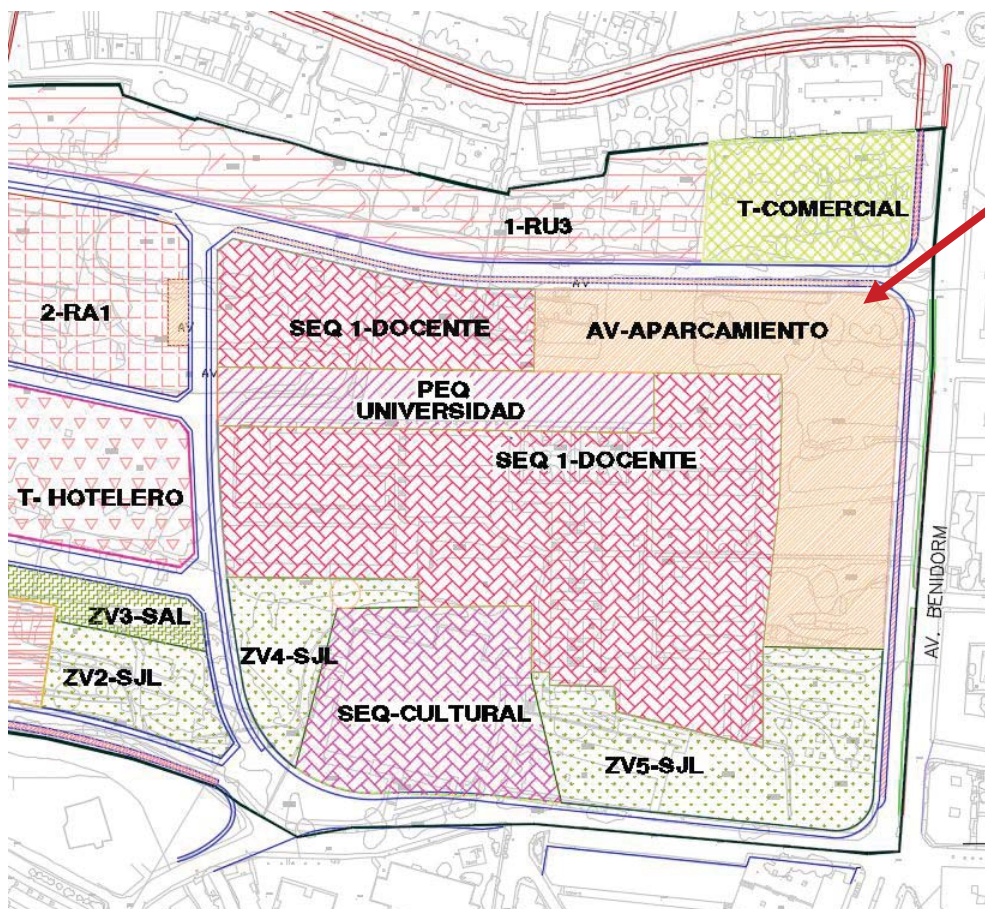 T-COMERCIAL
1-RU3
AV
2-RA1
AV
SEQ 1-DOCENTE
AV-APARCAMIENTO
AV
PEQ
UNIVERSIDAD
SEQ 1-DOCENTE
T- HOTELERO
AV. BENIDORM
ZV3-SAL
ZV4-SJL
ZV2-SJL
SEQ-CULTURAL
ZV5-SJL